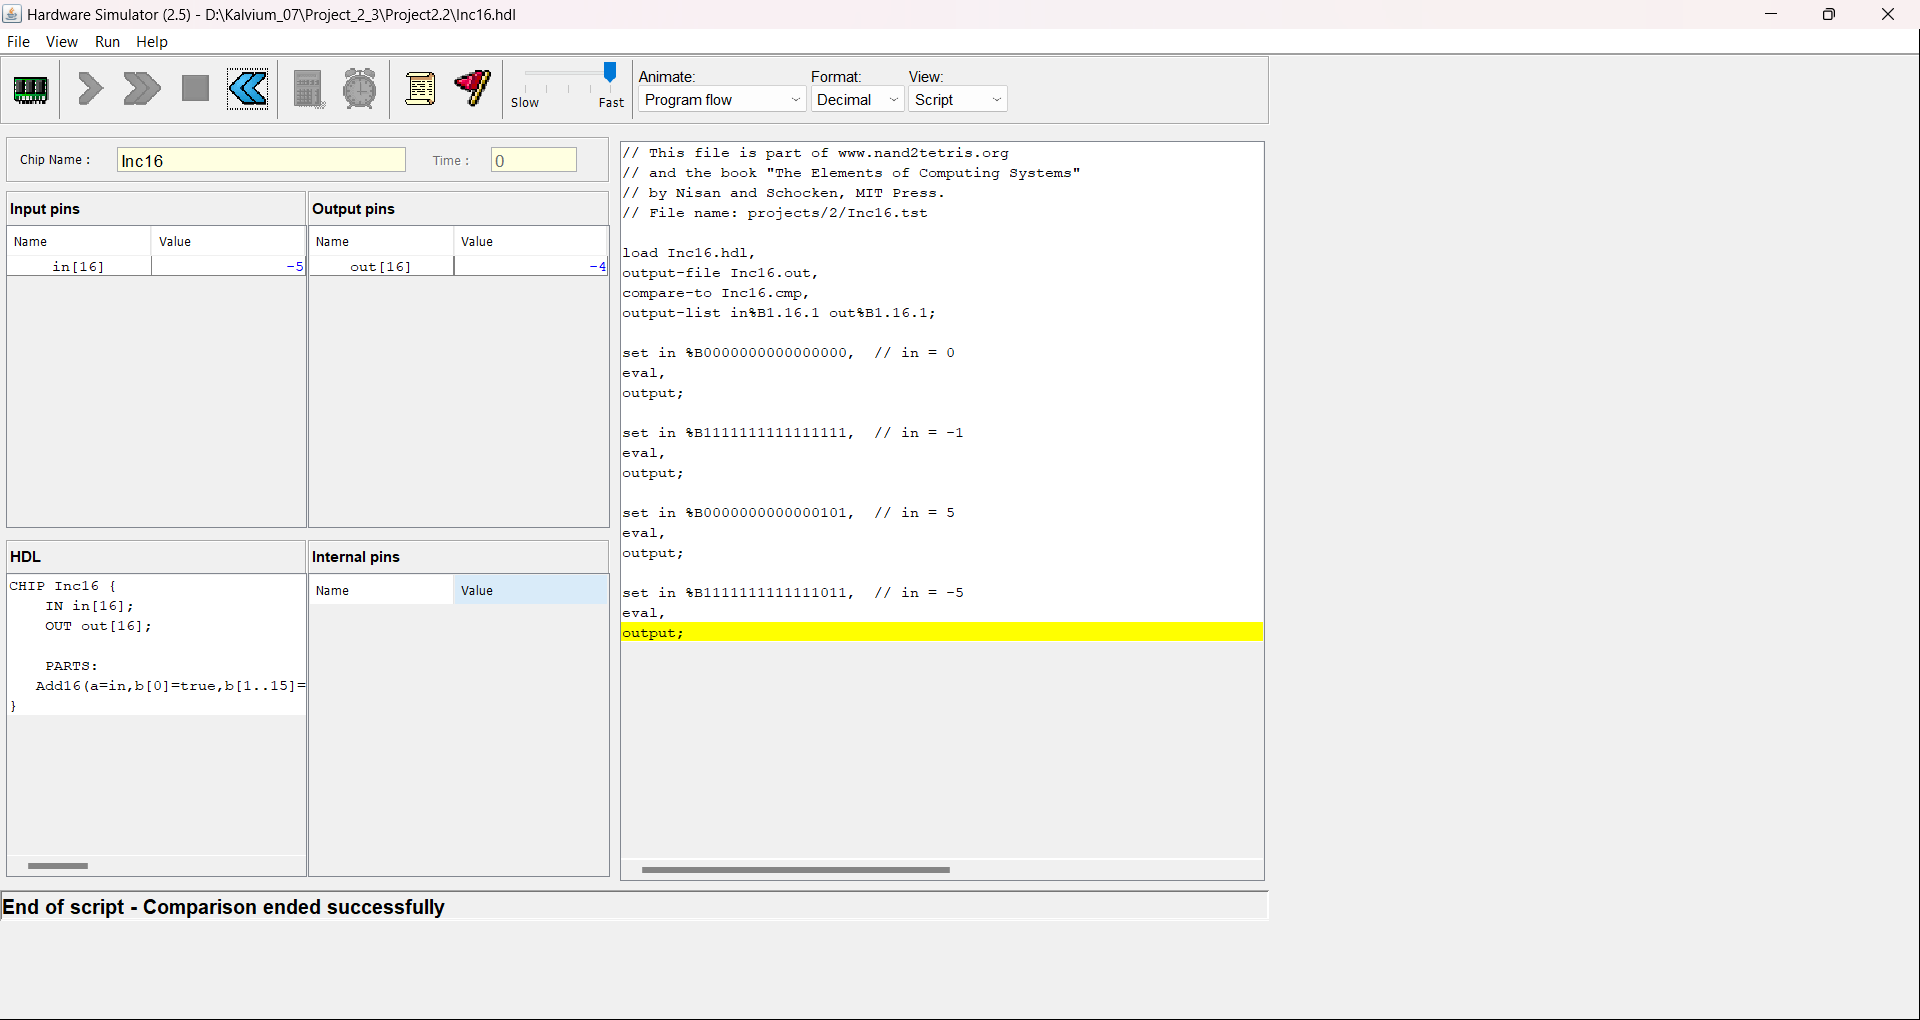 Hardware Simulator (2.5) - D:\Kalvium_07\Project_2_3\Project2.2\Inc16.hdl
File View Run Help
Slow Fast
Animate: Format: View:
Program flow Decimal Script
Chip Name : Inc16 Time : 0
Input pins
Name Value
in[16] -5
Output pins
Name Value
out[16] -4
HDL
CHIP Inc16 {
IN in[16];
OUT out[16];
PARTS:
Add16(a=in,b[0]=true,b[1..15]=
}
Internal pins
Name Value
// This file is part of www.nand2tetris.org
// and the book "The Elements of Computing Systems"
// by Nisan and Schocken, MIT Press.
// File name: projects/2/Inc16.tst
load Inc16.hdl,
output-file Inc16.out,
compare-to Inc16.cmp,
output-list in%B1.16.1 out%B1.16.1;
set in %B0000000000000000, // in = 0
eval,
output;
set in %B1111111111111111, // in = -1
eval,
output;
set in %B0000000000000101, // in = 5
eval,
output;
set in %B1111111111111011, // in = -5
eval,
output;
End of script - Comparison ended successfully